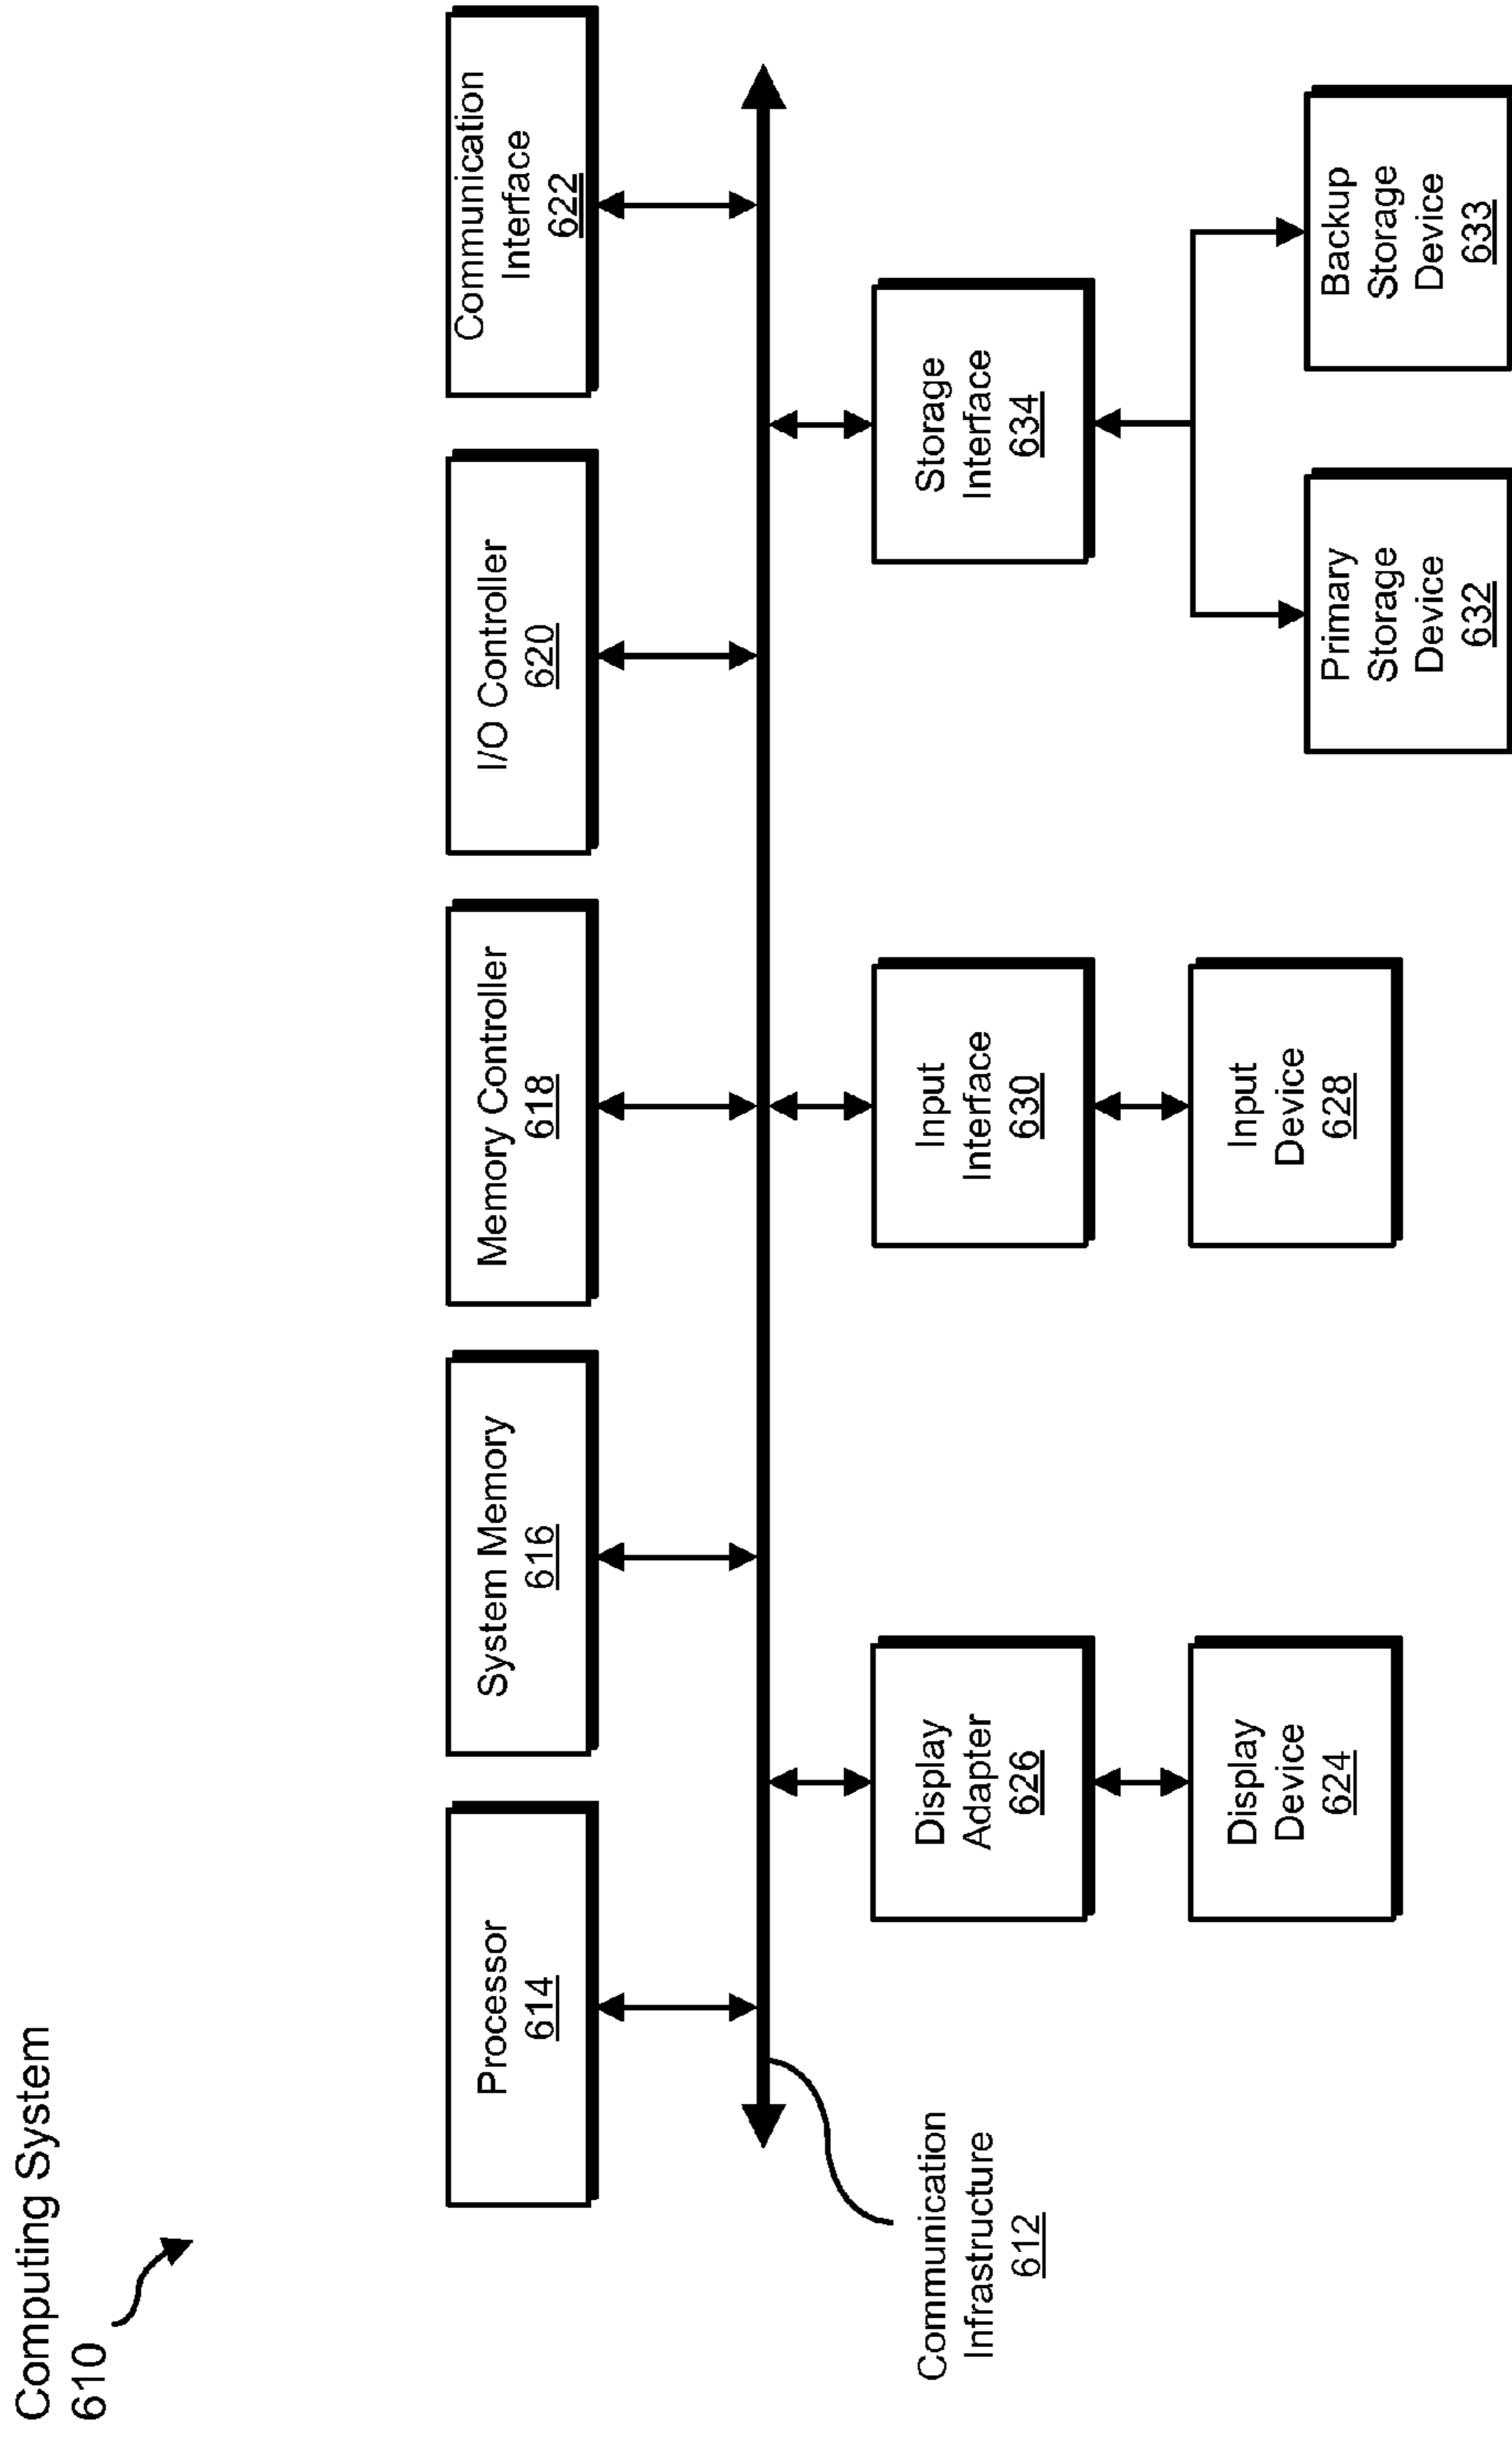 Computing System
610
Processor
614
System Memory
616
Memory Controller
618
I/O Controller
620
Communication
Interface
622
Communication
Infrastructure
612
Display
Adapter
626
Input
Interface
630
Storage
Interface
634
Display
Device
624
Input
Device
628
Primary
Storage
Device
632
Backup
Storage
Device
633